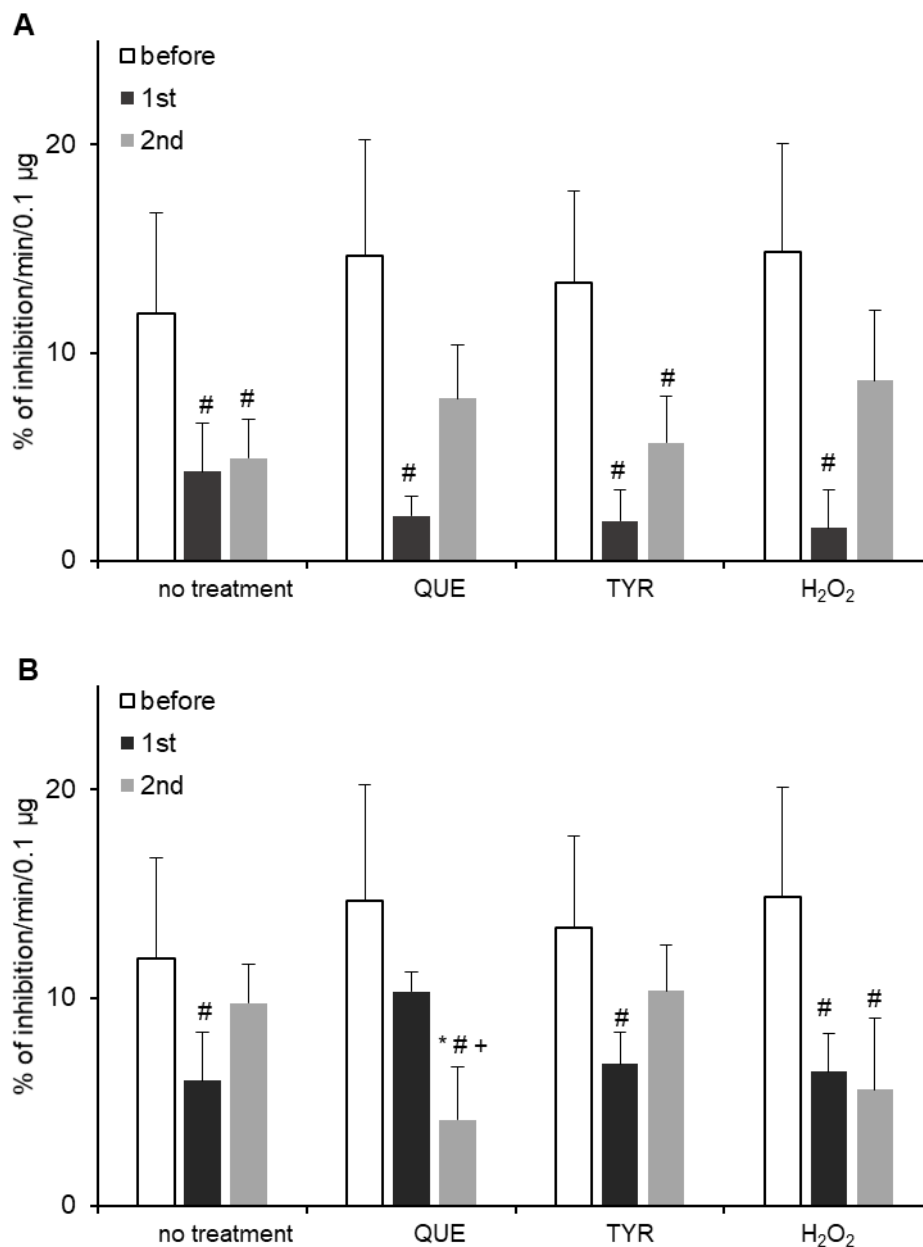 A
before
1st
2nd
% of inhibition/min/0.1 µg
20
10
0
#
#
#
#
#
#
no treatment
QUE
TYR
H₂O₂
B
before
1st
2nd
% of inhibition/min/0.1 µg
20
10
0
#
* # +
#
#
#
no treatment
QUE
TYR
H₂O₂